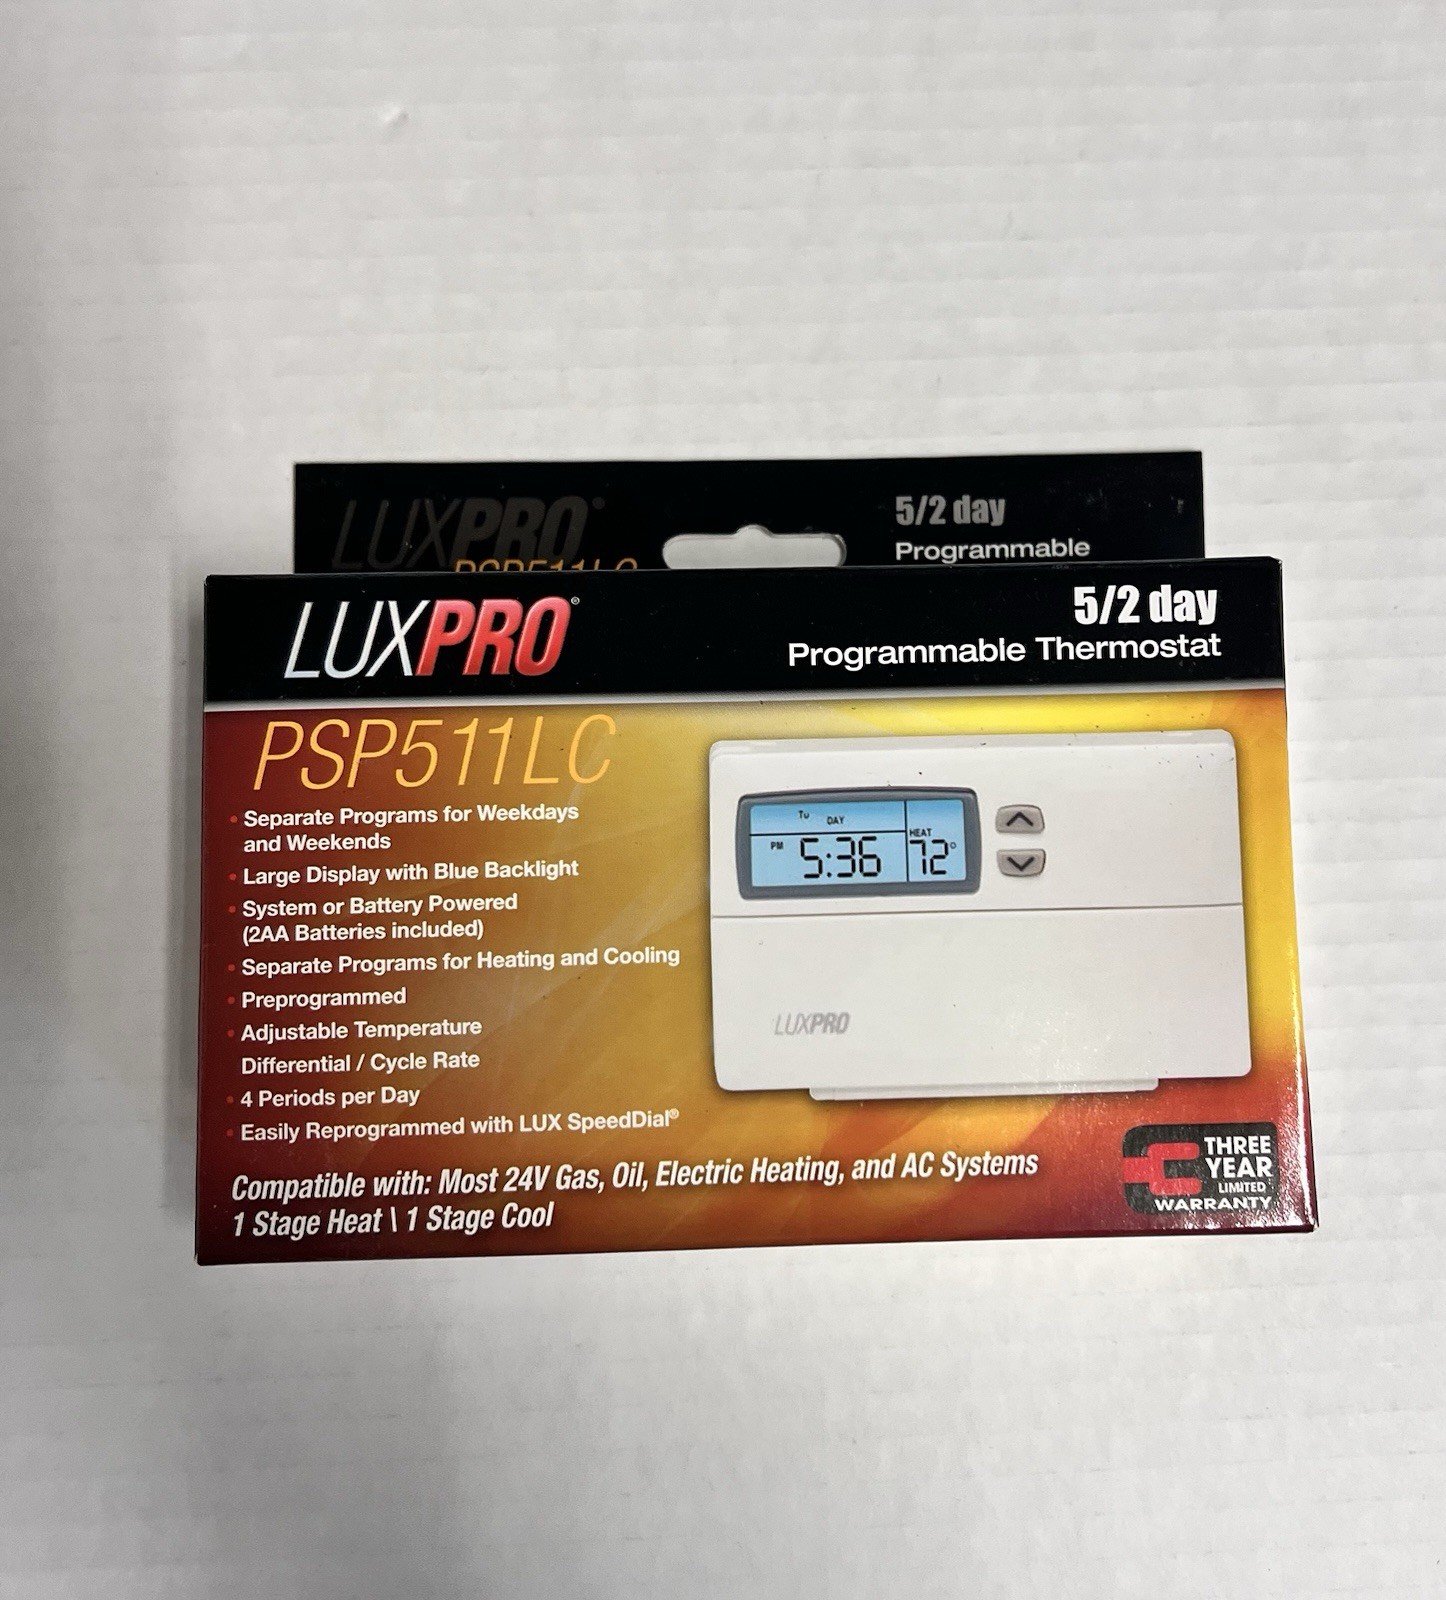 LUXPRO®
5/2 day
Programmable
PSP511LC
LUXPRO®
5/2 day
Programmable Thermostat
PSP511LC
• Separate Programs for Weekdays
and Weekends
• Large Display with Blue Backlight
• System or Battery Powered
(2AA Batteries included)
• Separate Programs for Heating and Cooling
• Preprogrammed
• Adjustable Temperature
Differential / Cycle Rate
• 4 Periods per Day
• Easily Reprogrammed with LUX SpeedDial®
Tu DAY
PM 5:36
HEAT
72°
LUXPRO
Compatible with: Most 24V Gas, Oil, Electric Heating, and AC Systems
1 Stage Heat \ 1 Stage Cool
3
THREE
YEAR
LIMITED
WARRANTY